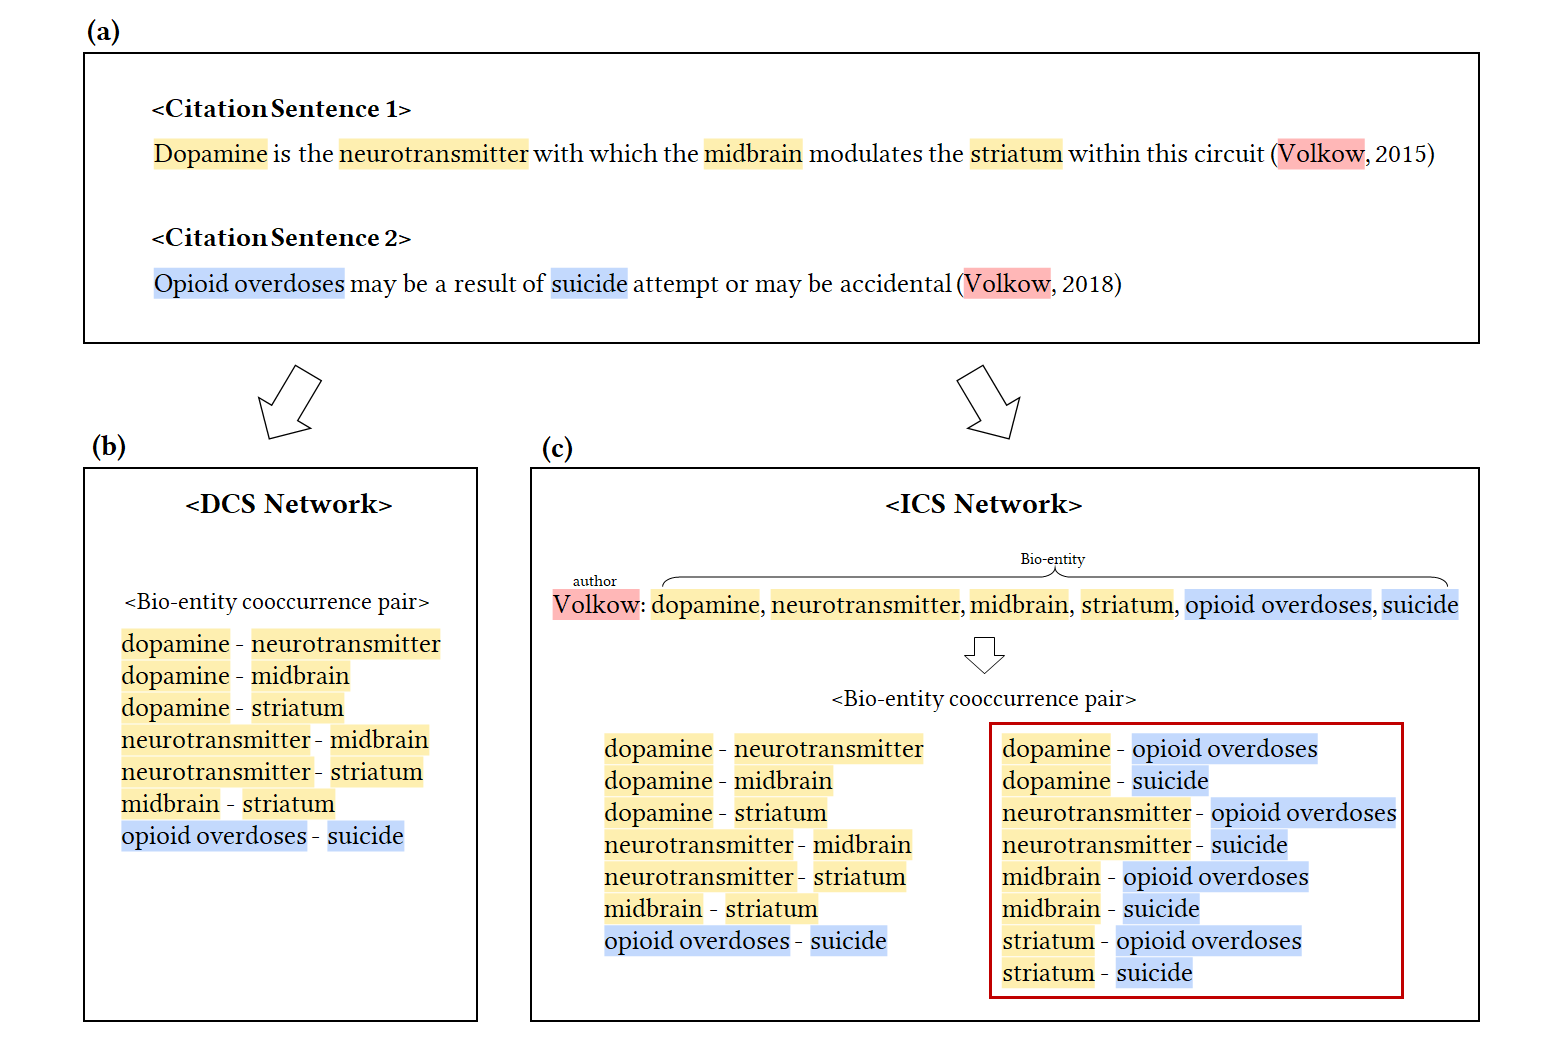 (a)
<Citation Sentence 1>
Dopamine is the neurotransmitter with which the midbrain modulates the striatum within this circuit (Volkow, 2015)
<Citation Sentence 2>
Opioid overdoses may be a result of suicide attempt or may be accidental (Volkow, 2018)
(b)
<DCS Network>
<Bio-entity cooccurrence pair>
dopamine - neurotransmitter
dopamine - midbrain
dopamine - striatum
neurotransmitter - midbrain
neurotransmitter - striatum
midbrain - striatum
opioid overdoses - suicide
(c)
<ICS Network>
Bio-entity
author
Volkow: dopamine, neurotransmitter, midbrain, striatum, opioid overdoses, suicide
<Bio-entity cooccurrence pair>
dopamine - neurotransmitter
dopamine - midbrain
dopamine - striatum
neurotransmitter - midbrain
neurotransmitter - striatum
midbrain - striatum
opioid overdoses - suicide
dopamine - opioid overdoses
dopamine - suicide
neurotransmitter - opioid overdoses
neurotransmitter - suicide
midbrain - opioid overdoses
midbrain - suicide
striatum - opioid overdoses
striatum - suicide